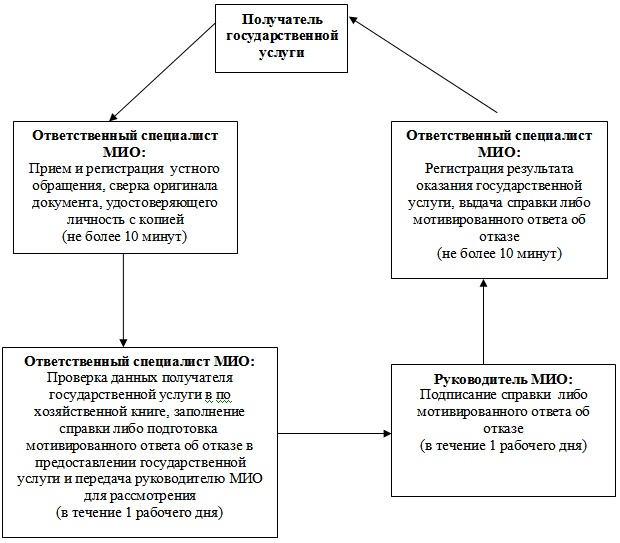 Получатель
государственной
услуги
Ответственный специалист
МИО:
Прием и регистрация устного
обращения, сверка оригинала
документа, удостоверяющего
личность с копией
(не более 10 минут)
Ответственный специалист
МИО:
Регистрация результата
оказания государственной
услуги, выдача справки либо
мотивированного ответа об
отказе
(не более 10 минут)
Ответственный специалист МИО:
Проверка данных получателя
государственной услуги в по
хозяйственной книге, заполнение
справки либо подготовка
мотивированного ответа об отказе в
предоставлении государственной
услуги и передача руководителю МИО
для рассмотрения
(в течение 1 рабочего дня)
Руководитель МИО:
Подписание справки либо
мотивированного ответа об
отказе
(в течение 1 рабочего дня)